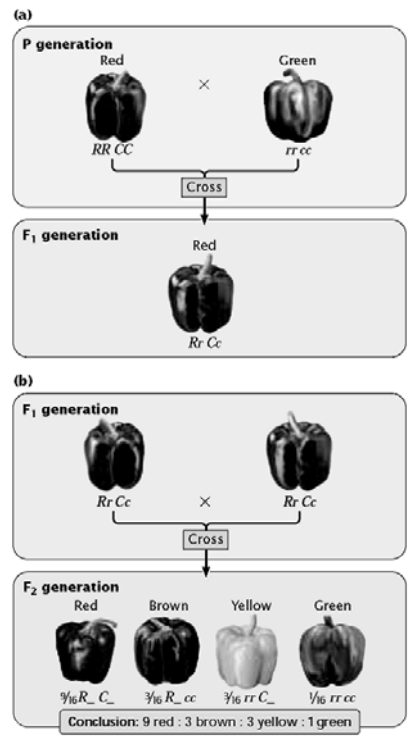 (a)
P generation
Red Green
×
RR CC rr cc
Cross
F₁ generation
Red
Rr Cc
(b)
F₁ generation
Rr Cc × Rr Cc
Cross
F₂ generation
Red Brown Yellow Green
9/16 R_ C_ 3/16 R_ cc 3/16 rr C_ 1/16 rr cc
Conclusion: 9 red : 3 brown : 3 yellow : 1 green